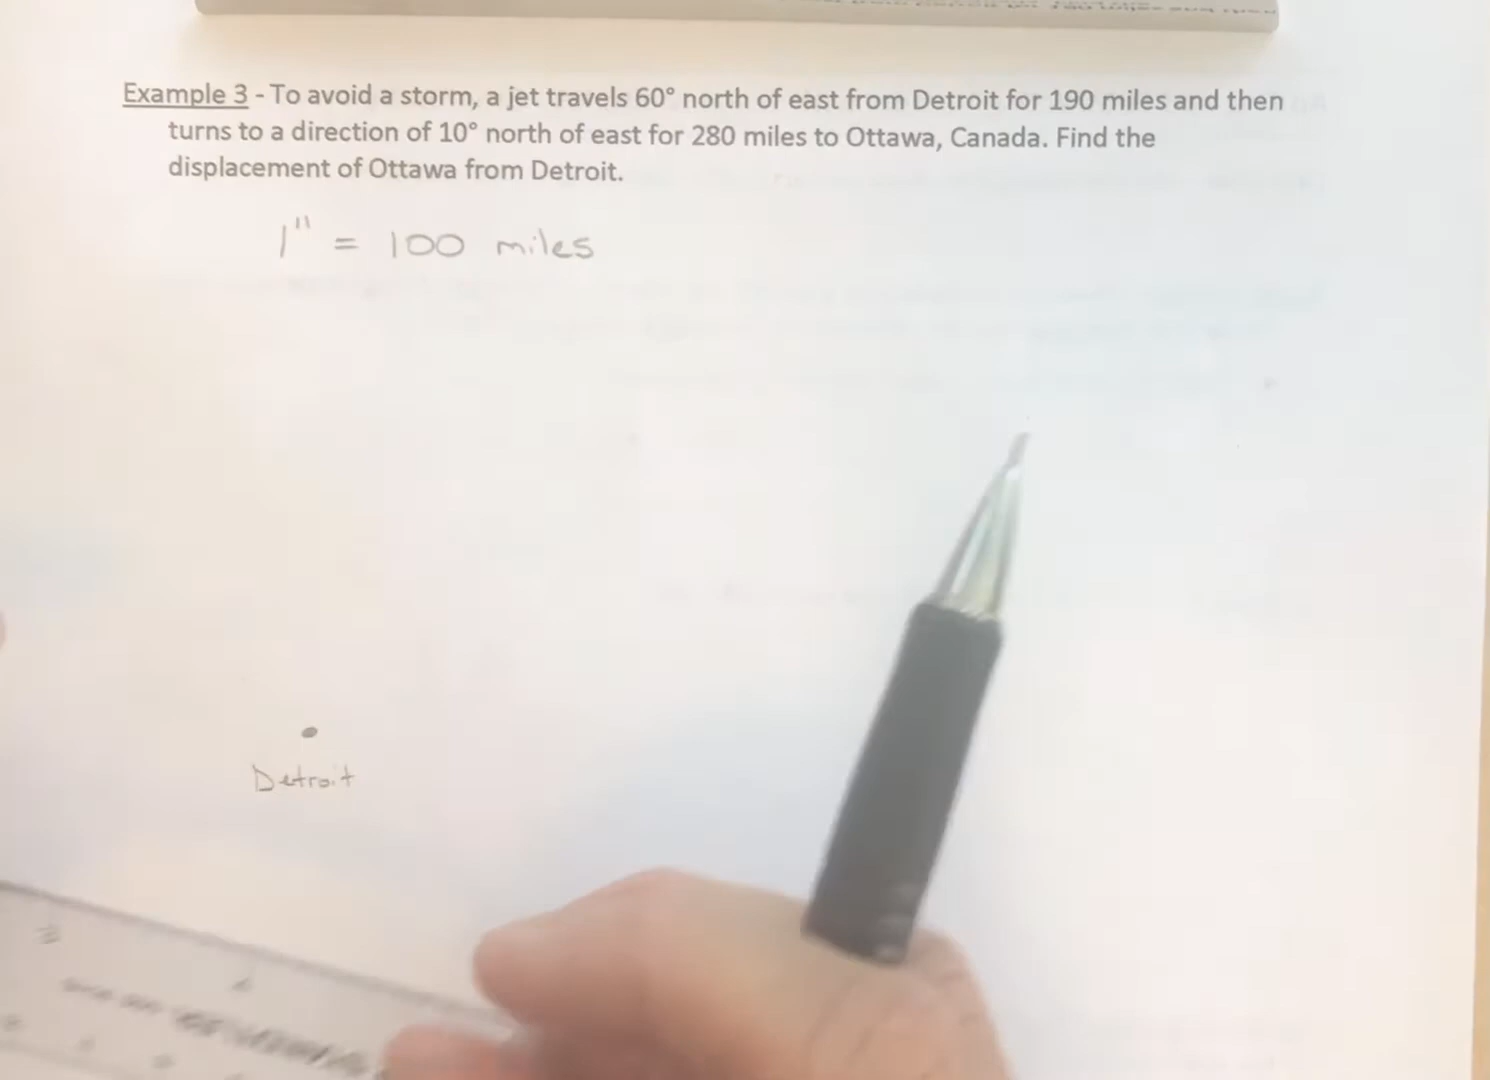 Example 3 - To avoid a storm, a jet travels 60° north of east from Detroit for 190 miles and then
turns to a direction of 10° north of east for 280 miles to Ottawa, Canada. Find the
displacement of Ottawa from Detroit.
1" = 100 miles
Detroit